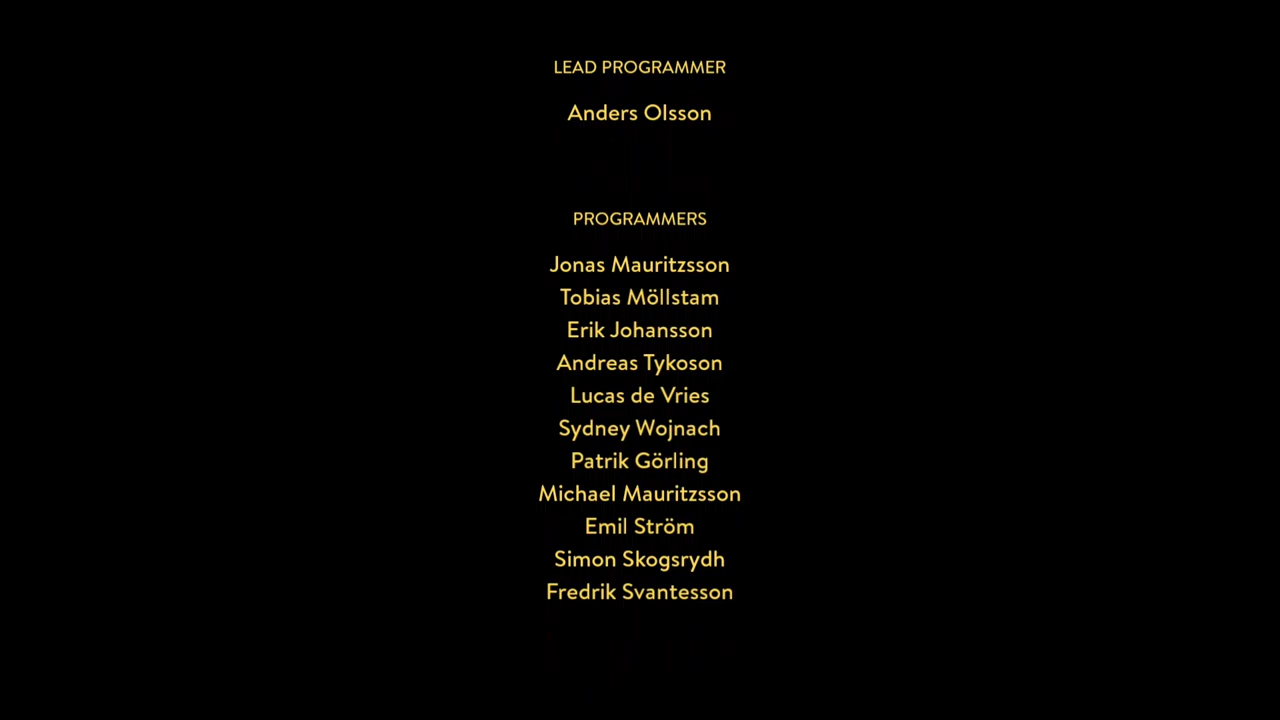 LEAD PROGRAMMER
Anders Olsson
PROGRAMMERS
Jonas Mauritzsson
Tobias Möllstam
Erik Johansson
Andreas Tykoson
Lucas de Vries
Sydney Wojnach
Patrik Görling
Michael Mauritzsson
Emil Ström
Simon Skogsrydh
Fredrik Svantesson